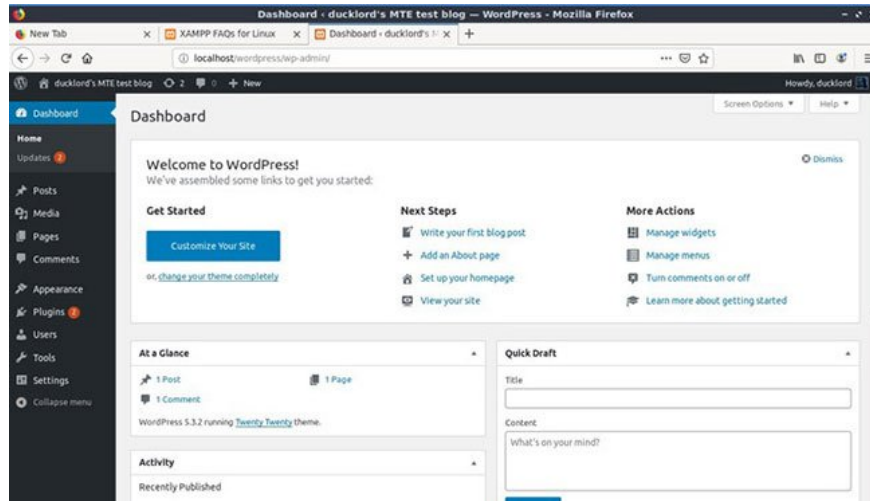 Dashboard ‹ ducklord's MTE test blog — WordPress - Mozilla Firefox
New Tab
XAMPP FAQs for Linux
Dashboard ‹ ducklord's M
localhost/wordpress/wp-admin/
ducklord's MTE test blog 2 0 + New Howdy, ducklord
Dashboard
Screen Options
Help
Dashboard
Home
Updates 2
Posts
Media
Pages
Comments
Appearance
Plugins 2
Users
Tools
Settings
Collapse menu
Welcome to WordPress!
Dismiss
We've assembled some links to get you started:
Get Started
Customize Your Site
or, change your theme completely
Next Steps
Write your first blog post
Add an About page
Set up your homepage
View your site
More Actions
Manage widgets
Manage menus
Turn comments on or off
Learn more about getting started
At a Glance
1 Post
1 Page
1 Comment
WordPress 5.3.2 running Twenty Twenty theme.
Activity
Recently Published
Quick Draft
Title
Content
What's on your mind?